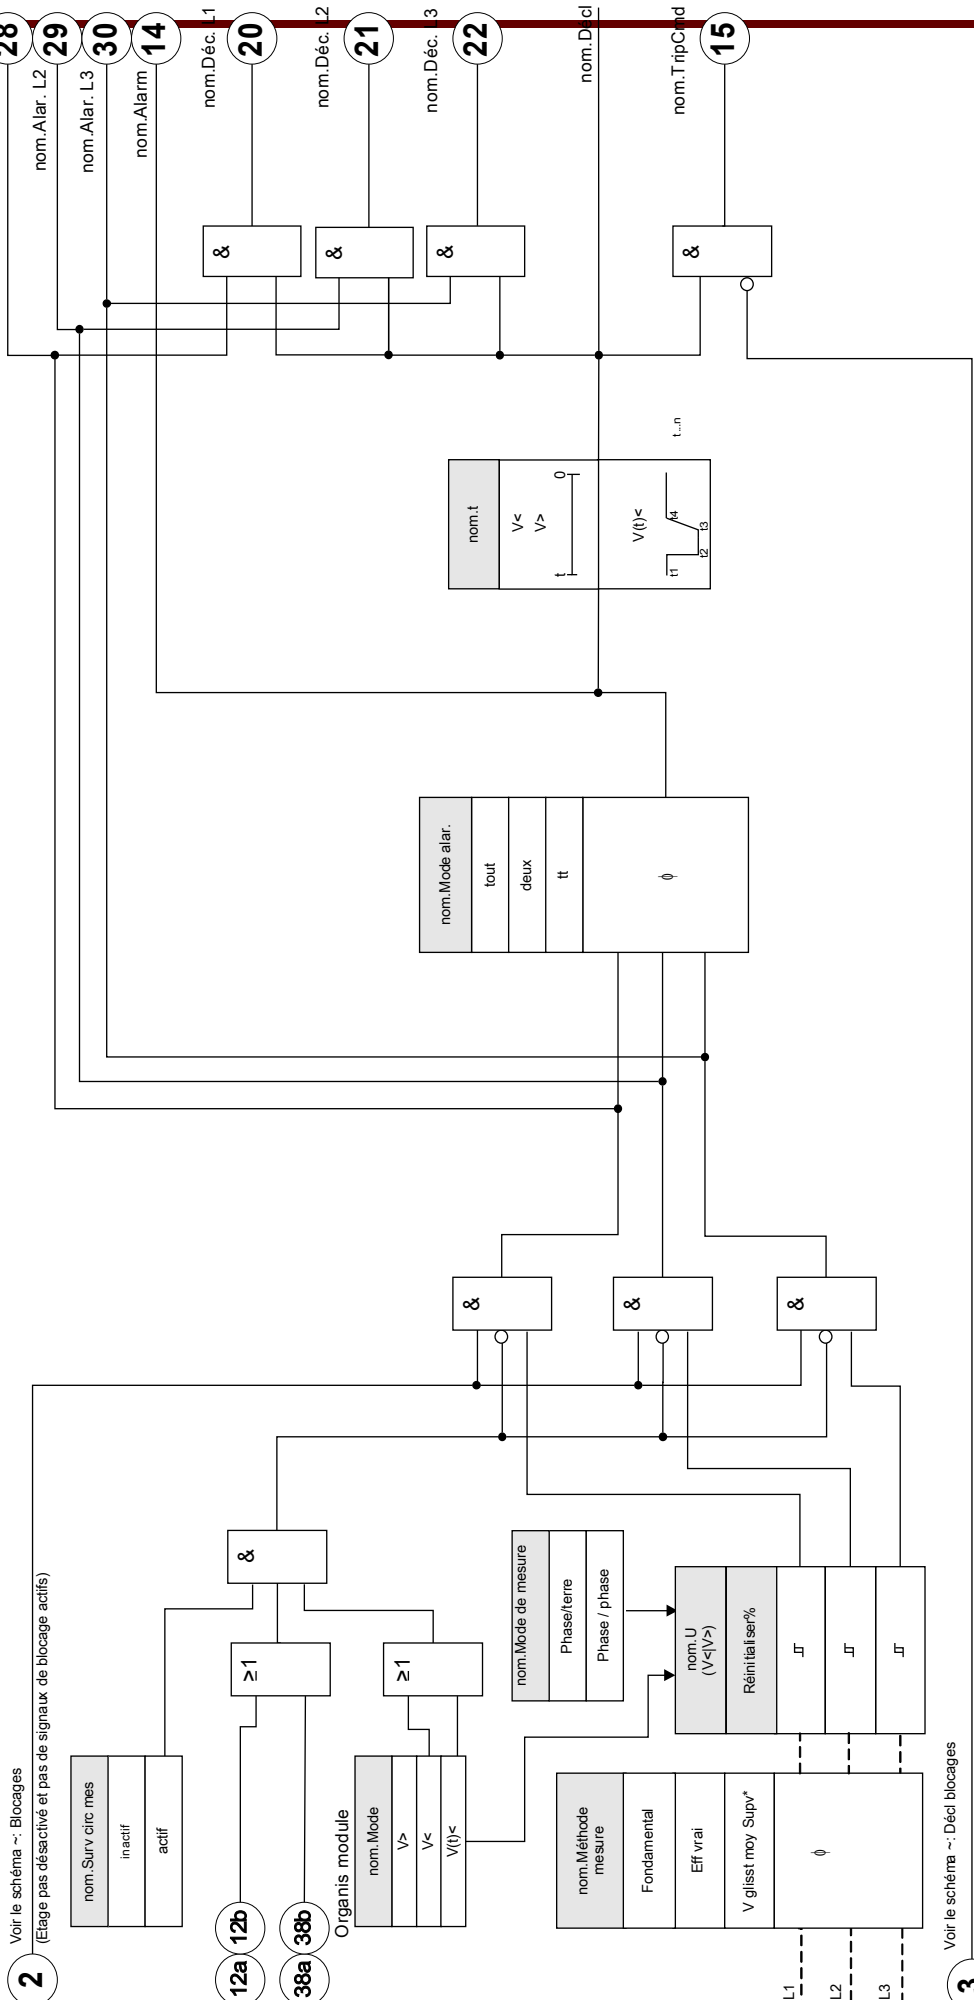 28
29
30
14
20
21
22
15
nom.Alar. L2
nom.Alar. L3
nom.Alarm
nom.Déc. L1
nom.Déc. L2
nom.Déc. L3
nom.Décl
nom.TripCmd
&
&
&
&
nom.t
V<
V>
t
0
V(t)<
t1
t2
t3
t4
t...n
nom.Mode alar.
tout
deux
tt
ϕ
&
&
&
Voir le schéma ~: Blocages
(Etage pas désactivé et pas de signaux de blocage actifs)
2
&
≥1
≥1
nom.Surv circ mes
inactif
actif
12a
12b
38a
38b
Organis module
nom.Mode
V>
V<
V(t)<
nom.Mode de mesure
Phase/terre
Phase / phase
nom.U
(V<|V>)
Réinitialiser%
nom.Méthode
mesure
Fondamental
Eff vrai
V glisst moy Supv*
ϕ
L1
L2
L3
Voir le schéma ~: Décl blocages
3